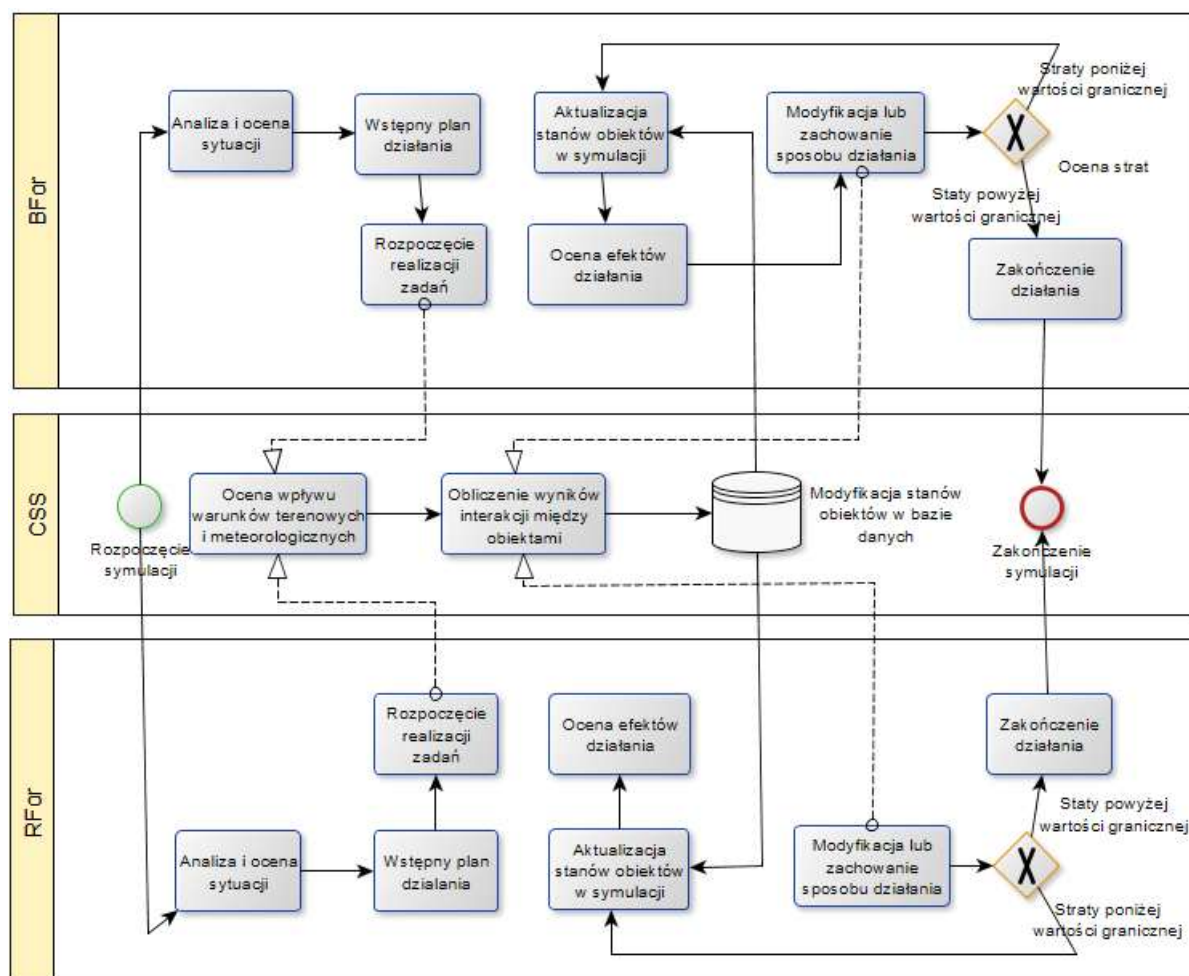 BFor
Analiza i ocena
sytuacji
Wstępny plan
działania
Rozpoczęcie
realizacji
zadań
Aktualizacja
stanów obiektów
w symulacji
Ocena efektów
działania
Modyfikacja lub
zachowanie
sposobu działania
Straty poniżej
wartości granicznej
Ocena strat
Staty powyżej
wartości granicznej
Zakończenie
działania
CSS
Rozpoczęcie
symulacji
Ocena wpływu
warunków terenowych
i meteorologicznych
Obliczenie wyników
interakcji między
obiektami
Modyfikacja stanów
obiektów w bazie
danych
Zakończenie
symulacji
RFor
Analiza i ocena
sytuacji
Wstępny plan
dzialania
Rozpoczęcie
realizacji
zadań
Ocena efektów
działania
Aktualizacja
stanów obiektów
w symulacji
Modyfikacja lub
zachowanie
sposobu działania
Zakończenie
działania
Staty powyżej
wartości granicznej
Straty poniżej
wartości granicznej